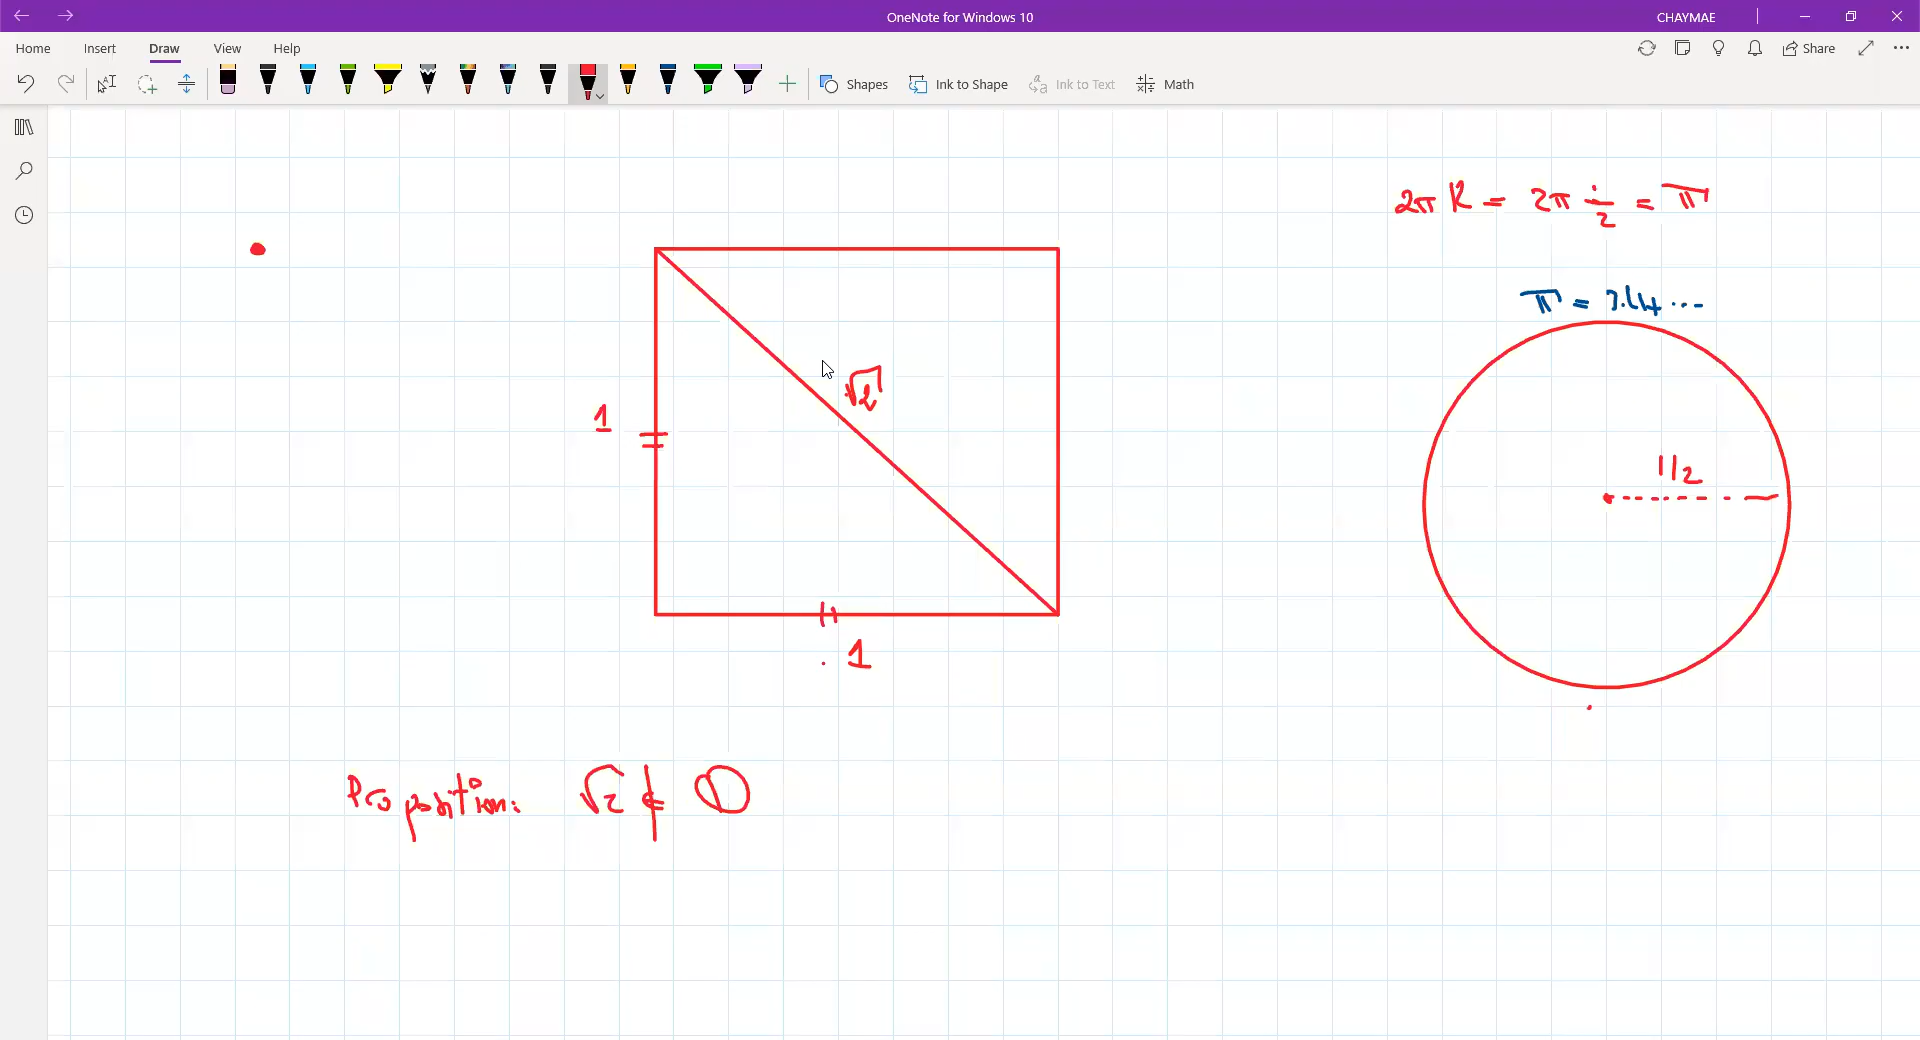 OneNote for Windows 10
CHAYMAE
Home Insert Draw View Help
Share
Shapes Ink to Shape Ink to Text Math
2π R = 2π 1/2 = π
π = 3.14 ...
√2
1
1/2
1
Proposition: √2 ∉ ℚ